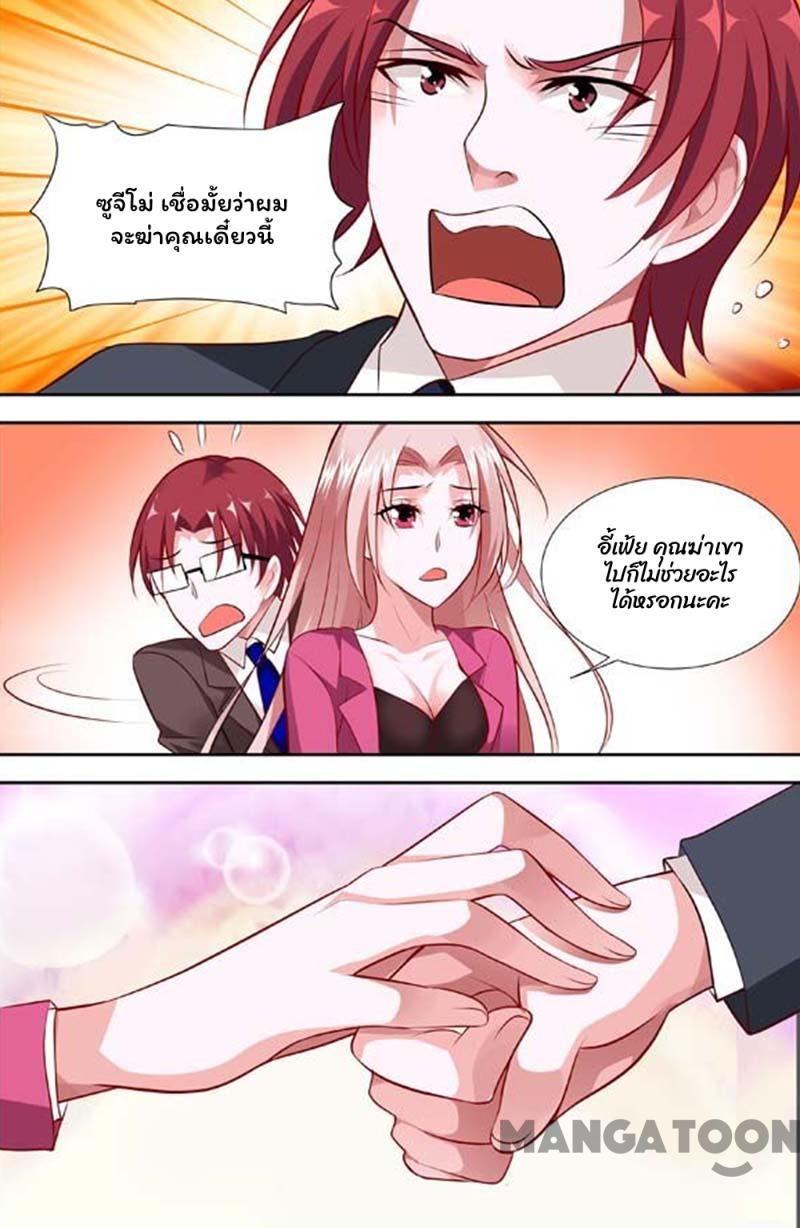 ซูจีโม่ เชื่อมั้ยว่าผม
จะฆ่าคุณเดี๋ยวนี้
อี้เฟ้ย คุณฆ่าเขา
ไปก็ไม่ช่วยอะไร
ได้หรอกนะคะ
MANGATOON